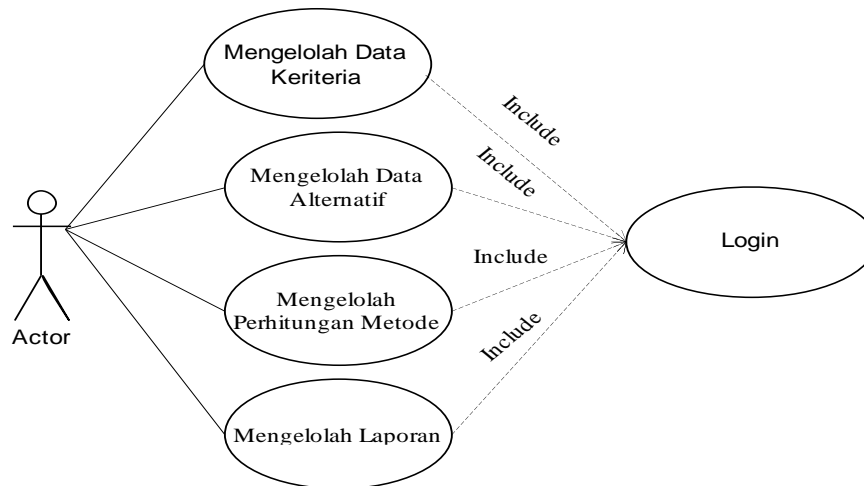 Mengelolah Data
Keriteria
Include
Mengelolah Data
Alternatif
Include
Login
Include
Mengelolah
Perhitungan Metode
Actor
Include
Mengelolah Laporan